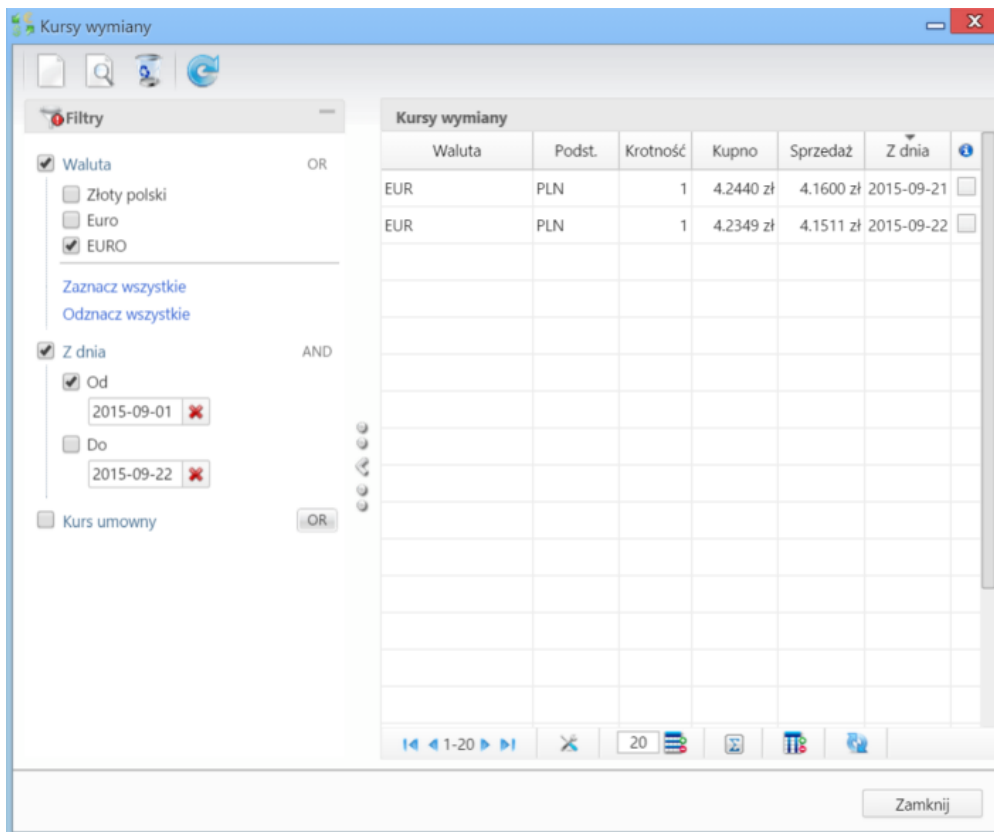 Kursy wymiany
Filtry
Waluta OR
Złoty polski
Euro
EURO
Zaznacz wszystkie
Odznacz wszystkie
Z dnia AND
Od
2015-09-01
Do
2015-09-22
Kurs umowny OR
Kursy wymiany
Waluta Podst. Krotność Kupno Sprzedaż Z dnia
EUR PLN 1 4.2440 zł 4.1600 zł 2015-09-21
EUR PLN 1 4.2349 zł 4.1511 zł 2015-09-22
1-20 20
Zamknij